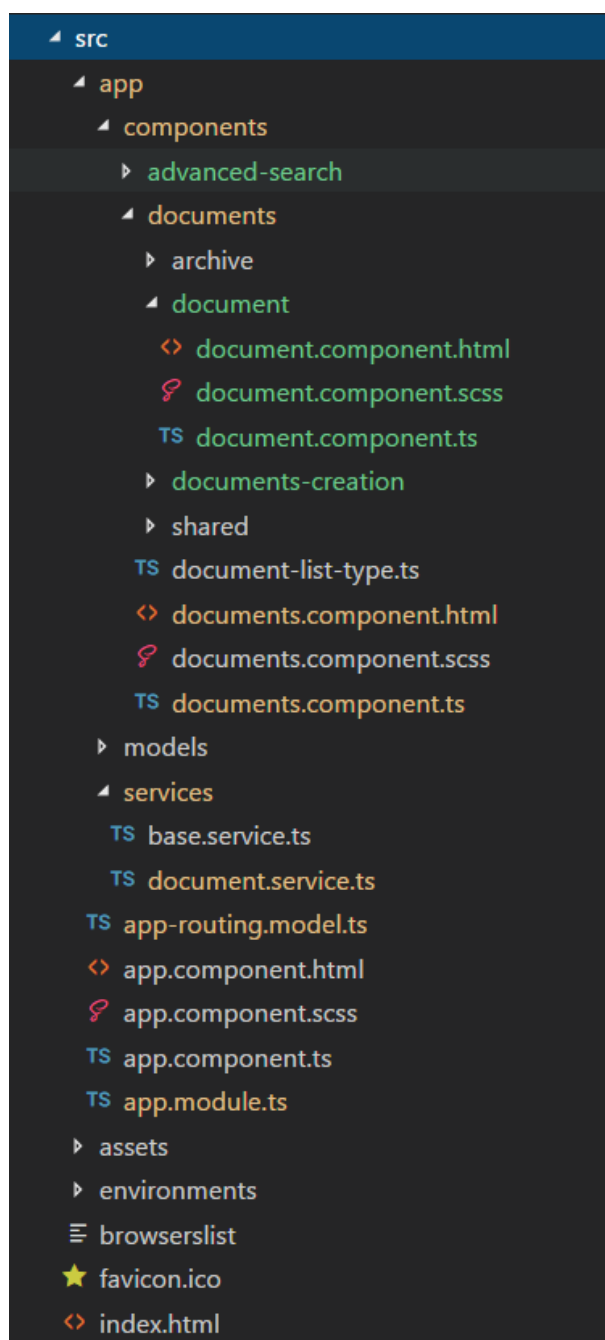 src
app
components
advanced-search
documents
archive
document
<> document.component.html
document.component.scss
TS document.component.ts
documents-creation
shared
TS document-list-type.ts
<> documents.component.html
documents.component.scss
TS documents.component.ts
models
services
TS base.service.ts
TS document.service.ts
TS app-routing.model.ts
<> app.component.html
app.component.scss
TS app.component.ts
TS app.module.ts
assets
environments
browserslist
favicon.ico
<> index.html